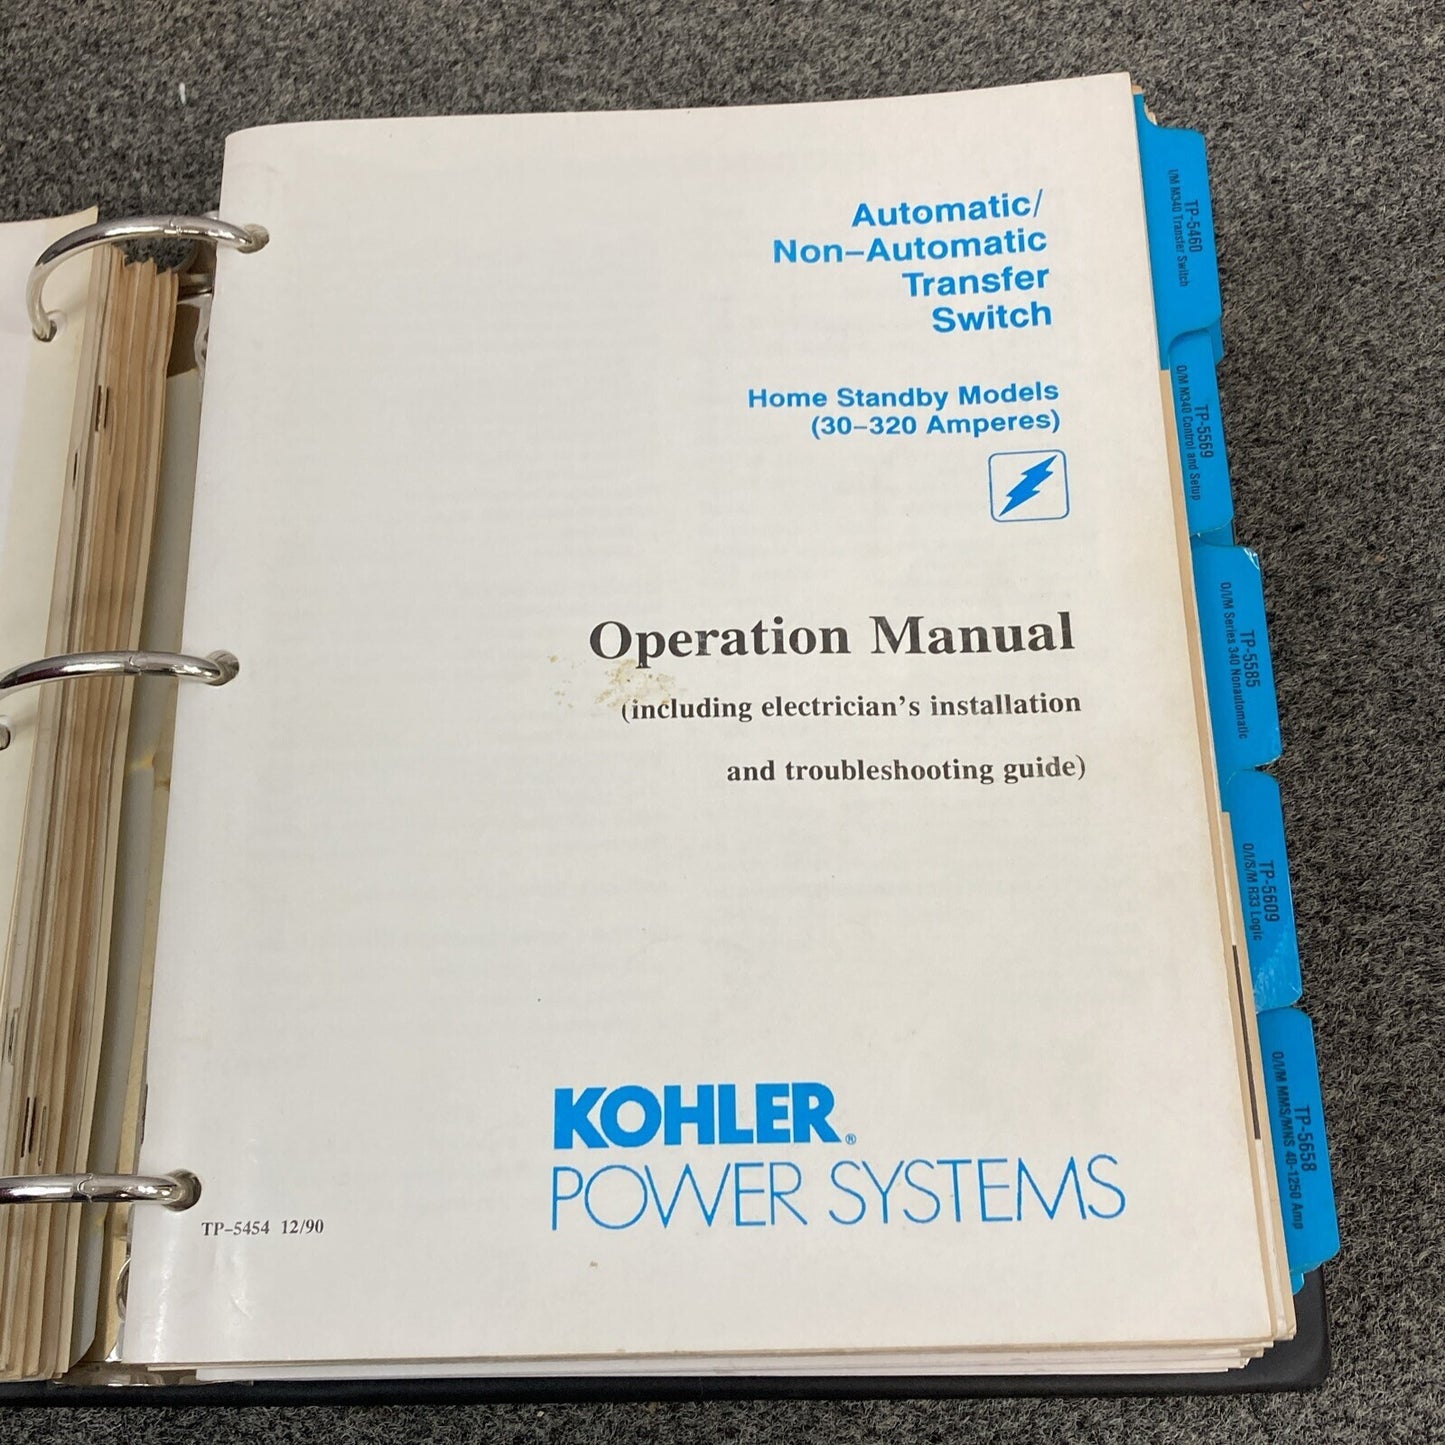 Automatic/
Non–Automatic
Transfer
Switch
Home Standby Models
(30–320 Amperes)
Operation Manual
(including electrician's installation
and troubleshooting guide)
KOHLER®
POWER SYSTEMS
TP–5454 12/90
TP-5460
I/M M340 Transfer Switch
TP-5569
O/M M340 Control and Setup
TP-5585
O/I/M Series 340 Nonautomatic
TP-5609
O/I/S/M R33 Logic
TP-5658
O/I/M MMS/MNS 40-1250 Amp